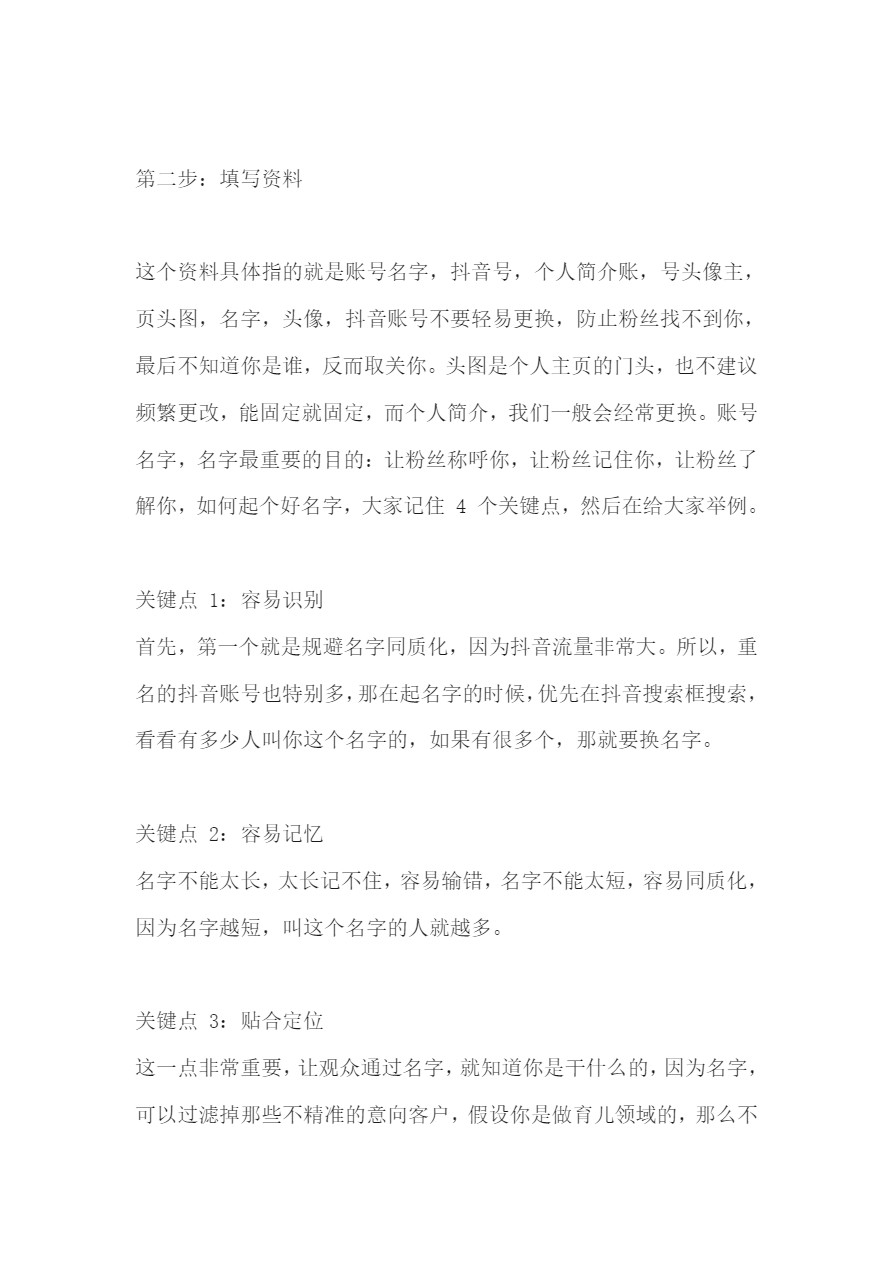 第二步：填写资料
这个资料具体指的就是账号名字，抖音号，个人简介账，号头像主，
页头图，名字，头像，抖音账号不要轻易更换，防止粉丝找不到你，
最后不知道你是谁，反而取关你。头图是个人主页的门头，也不建议
频繁更改，能固定就固定，而个人简介，我们一般会经常更换。账号
名字，名字最重要的目的：让粉丝称呼你，让粉丝记住你，让粉丝了
解你，如何起个好名字，大家记住 4 个关键点，然后在给大家举例。
关键点 1：容易识别
首先，第一个就是规避名字同质化，因为抖音流量非常大。所以，重
名的抖音账号也特别多，那在起名字的时候，优先在抖音搜索框搜索，
看看有多少人叫你这个名字的，如果有很多个，那就要换名字。
关键点 2：容易记忆
名字不能太长，太长记不住，容易输错，名字不能太短，容易同质化，
因为名字越短，叫这个名字的人就越多。
关键点 3：贴合定位
这一点非常重要，让观众通过名字，就知道你是干什么的，因为名字，
可以过滤掉那些不精准的意向客户，假设你是做育儿领域的，那么不